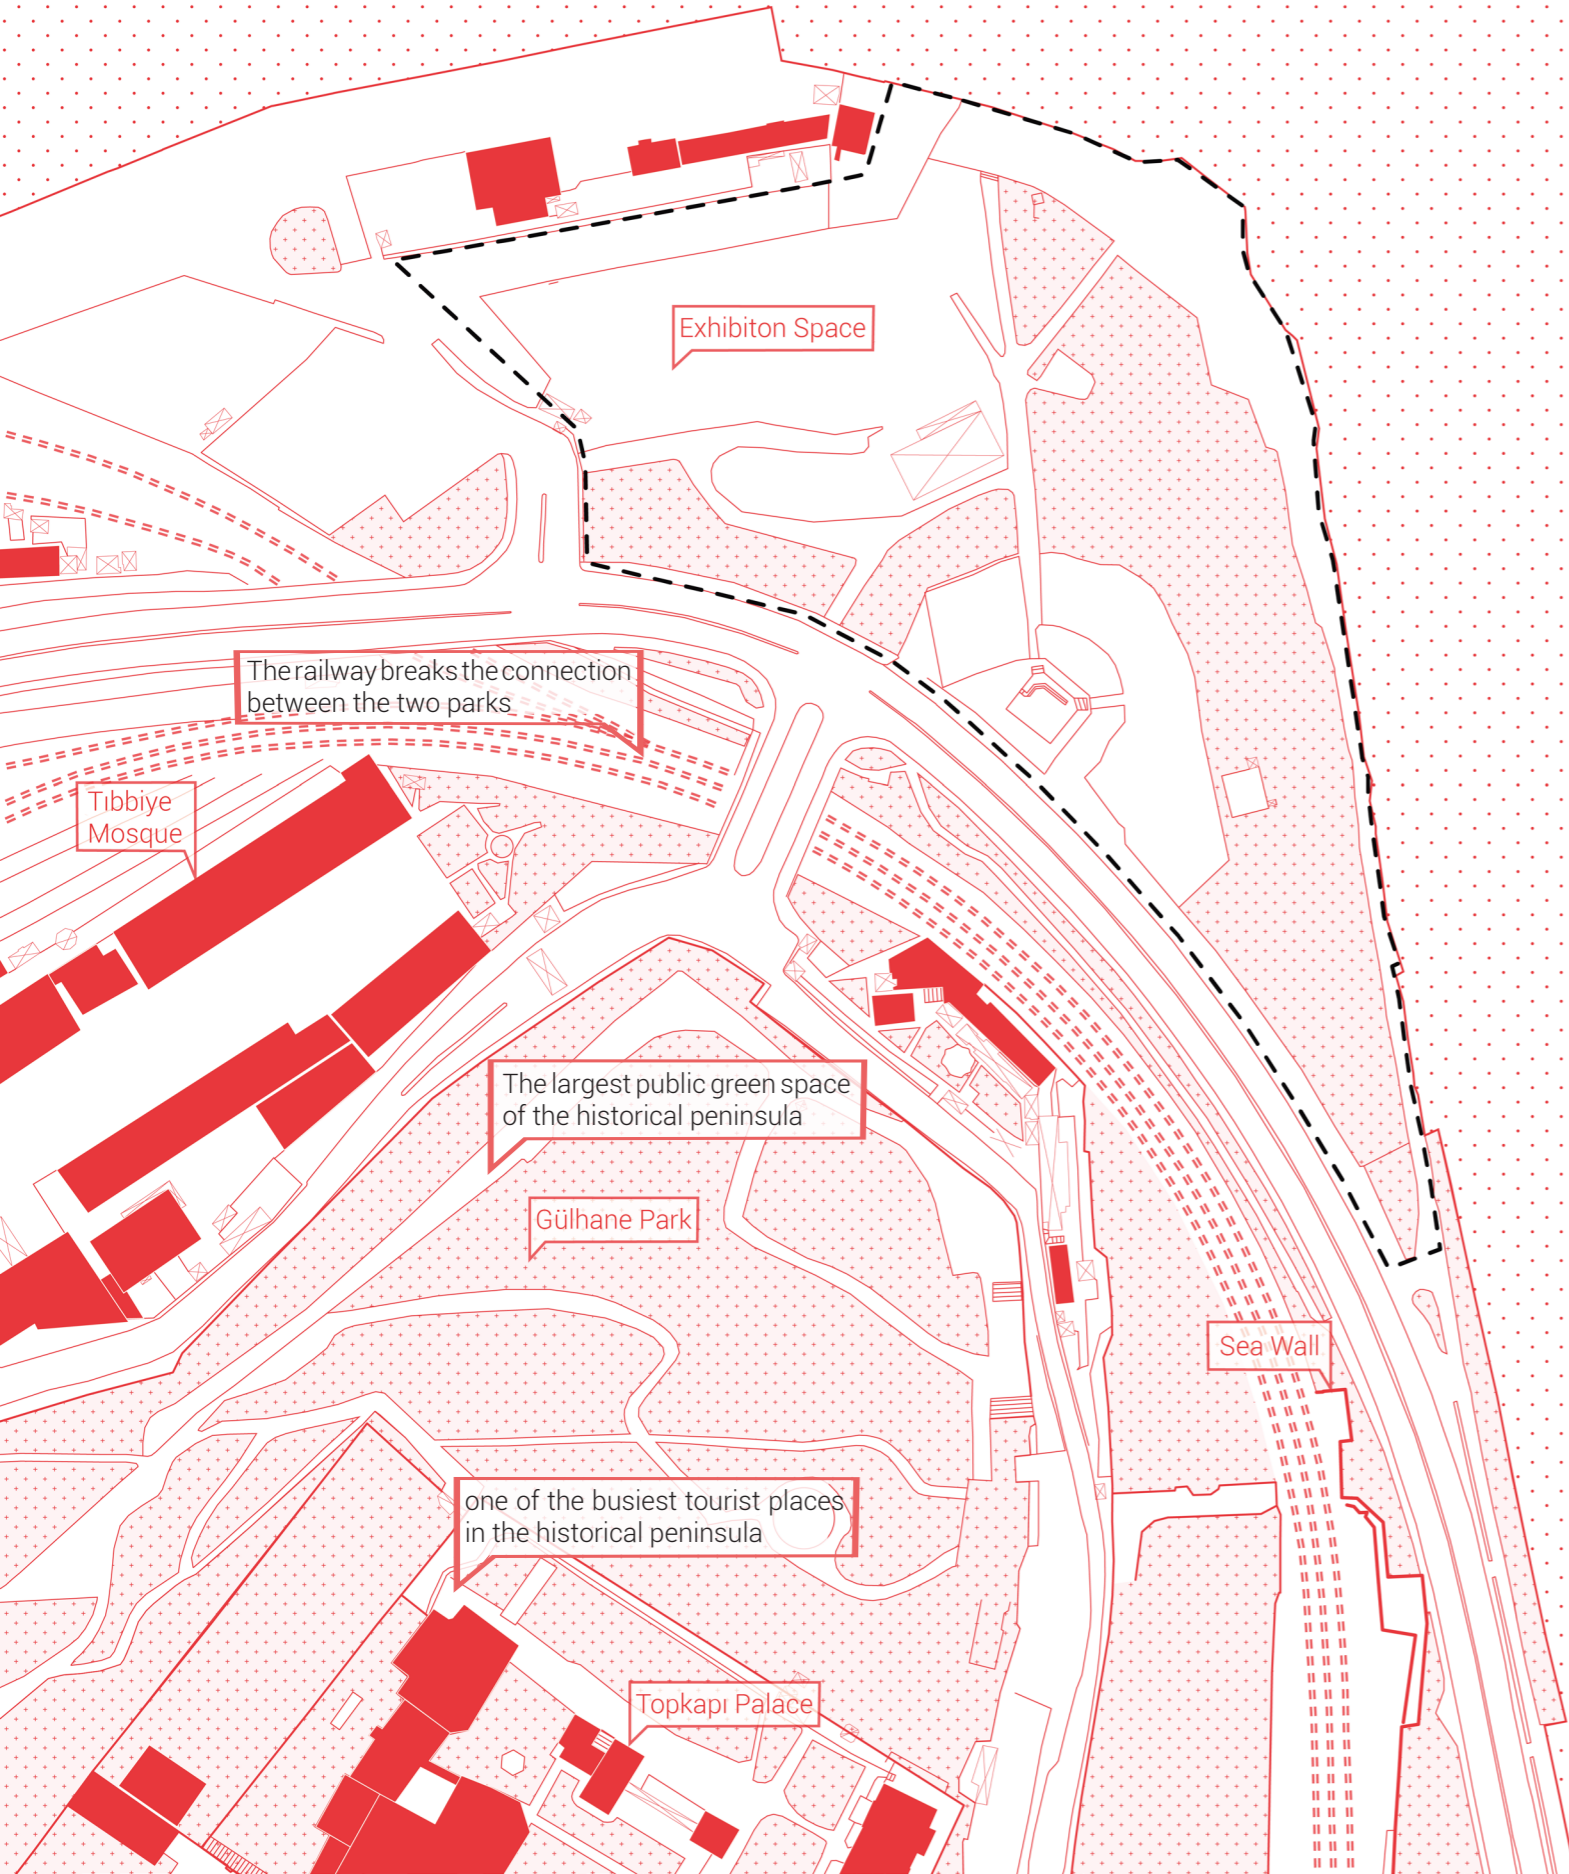 Exhibiton Space
The railway breaks the connection
between the two parks
Tıbbiye
Mosque
The largest public green space
of the historical peninsula
Gülhane Park
Sea Wall
one of the busiest tourist places
in the historical peninsula
Topkapı Palace